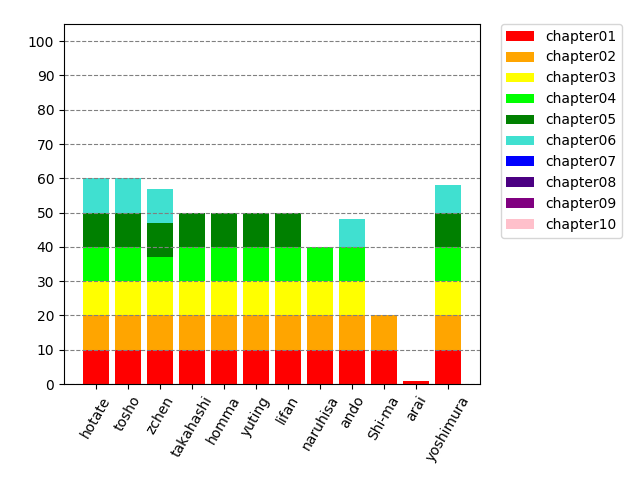 100
90
80
70
60
50
40
30
20
10
0
hotate
tosho
zchen
takahashi
homma
yuting
lifan
naruhisa
ando
Shi-ma
arai
yoshimura
chapter01
chapter02
chapter03
chapter04
chapter05
chapter06
chapter07
chapter08
chapter09
chapter10